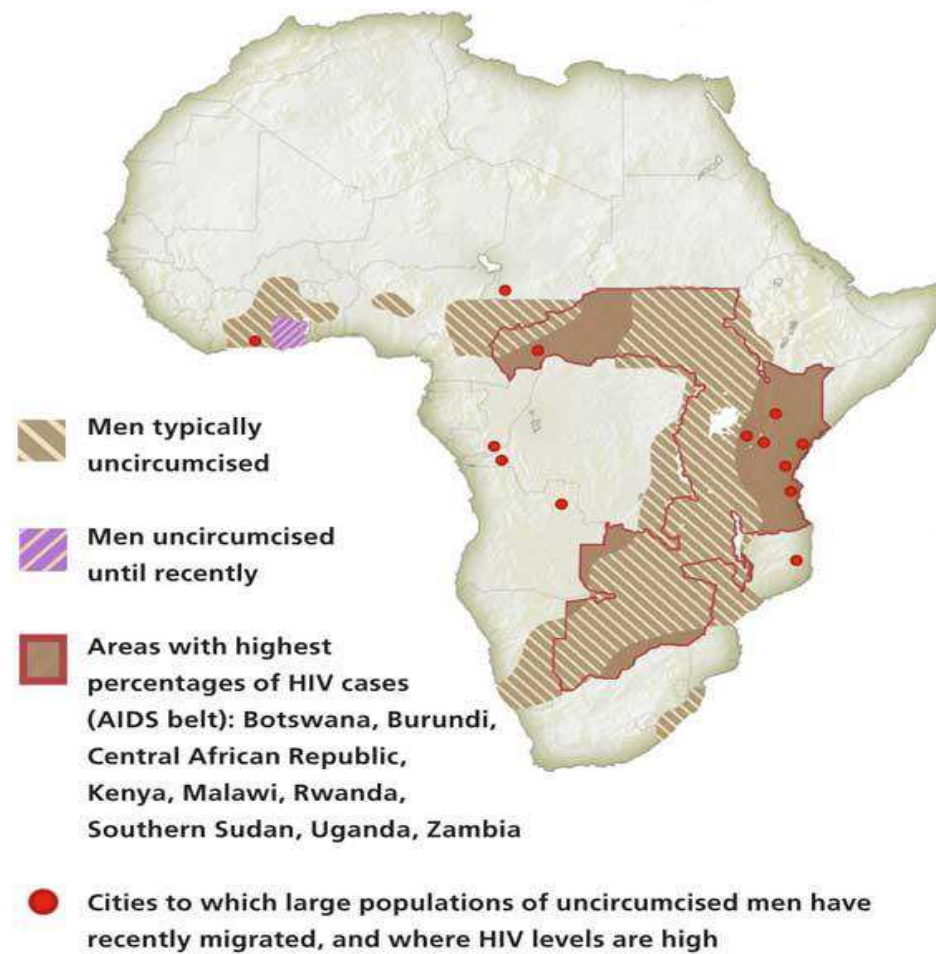 Men typically
uncircumcised
Men uncircumcised
until recently
Areas with highest
percentages of HIV cases
(AIDS belt): Botswana, Burundi,
Central African Republic,
Kenya, Malawi, Rwanda,
Southern Sudan, Uganda, Zambia
Cities to which large populations of uncircumcised men have
recently migrated, and where HIV levels are high